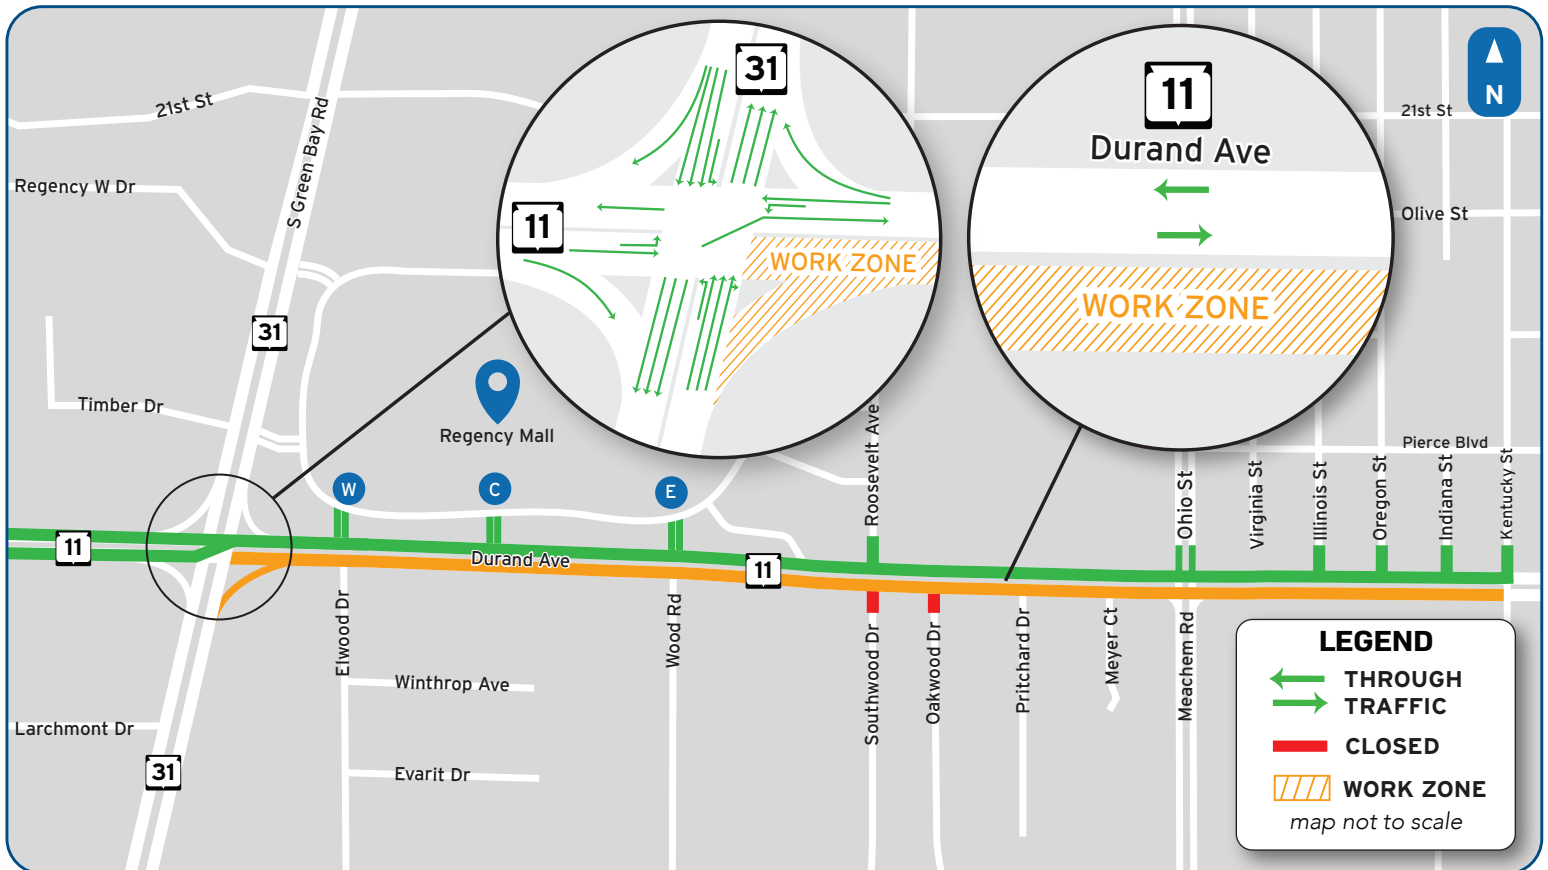 21st St
S Green Bay Rd
Regency W Dr
31
Timber Dr
31
11
WORK ZONE
11
Durand Ave
WORK ZONE
N
21st St
Olive St
Pierce Blvd
Regency Mall
W
C
E
Roosevelt Ave
Ohio St
Virginia St
Illinois St
Oregon St
Indiana St
Kentucky St
11
Durand Ave
11
Elwood Dr
Wood Rd
Southwood Dr
Oakwood Dr
Pritchard Dr
Meyer Ct
Meachem Rd
Winthrop Ave
Larchmont Dr
31
Evarit Dr
LEGEND
THROUGH
TRAFFIC
CLOSED
WORK ZONE
map not to scale